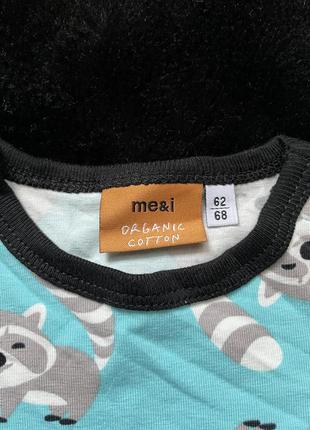 me&i
ORGANIC
COTTON
62
68